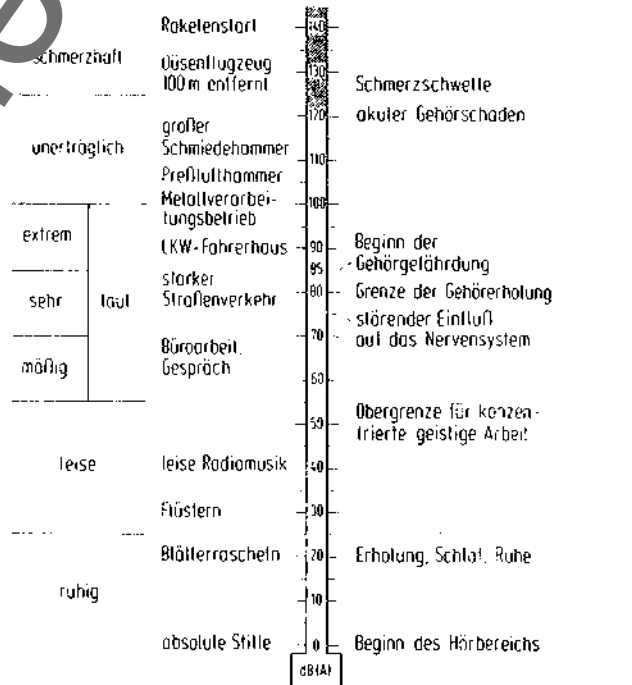 Raketenstart
140
schmerzhaft
Düsenflugzeug
100 m entfernt
130
Schmerzschwelle
120
akuter Gehörschaden
unerträglich
großer
Schmiedehammer
110
Preßlufthammer
Metallverarbei-
tungsbetrieb
100
extrem
LKW-Fahrerhaus
90
Beginn der
Gehörgefährdung
85
sehr
laut
starker
Straßenverkehr
80
Grenze der Gehörerholung
störender Einfluß
auf das Nervensystem
70
mäßig
Büroarbeit,
Gespräch
60
50
Obergrenze für konzen-
trierte geistige Arbeit
leise
leise Radiomusik
40
Flüstern
30
Blätterrascheln
20
Erholung, Schlaf, Ruhe
ruhig
10
absolute Stille
0
Beginn des Hörbereichs
dB(A)